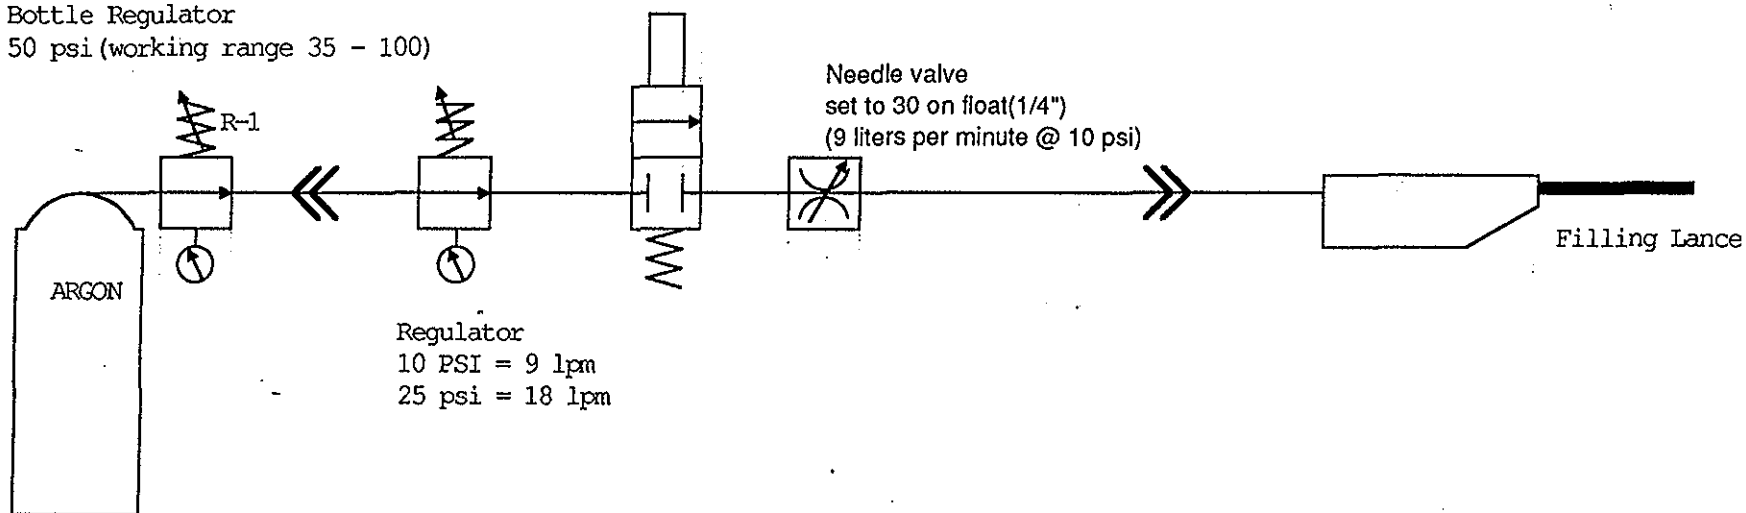 Bottle Regulator
50 psi (working range 35 - 100)
R-1
Needle valve
set to 30 on float(1/4")
(9 liters per minute @ 10 psi)
ARGON
Filling Lance
Regulator
10 PSI = 9 lpm
25 psi = 18 lpm